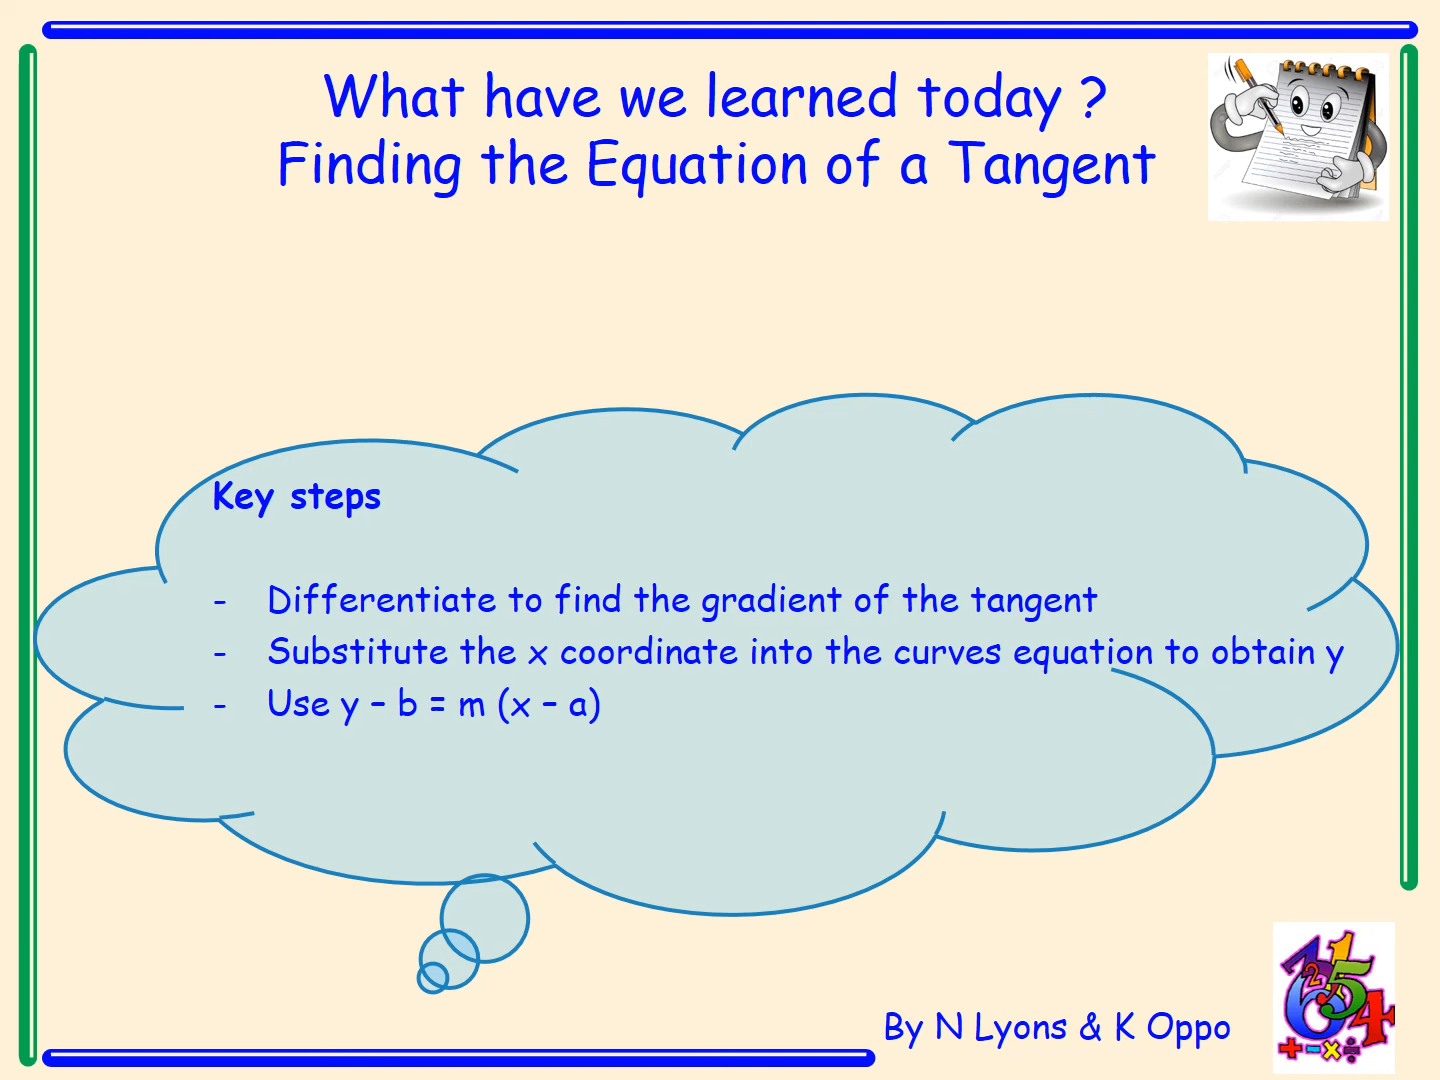 What have we learned today ?
Finding the Equation of a Tangent
Key steps
- Differentiate to find the gradient of the tangent
- Substitute the x coordinate into the curves equation to obtain y
- Use y – b = m (x – a)
By N Lyons & K Oppo